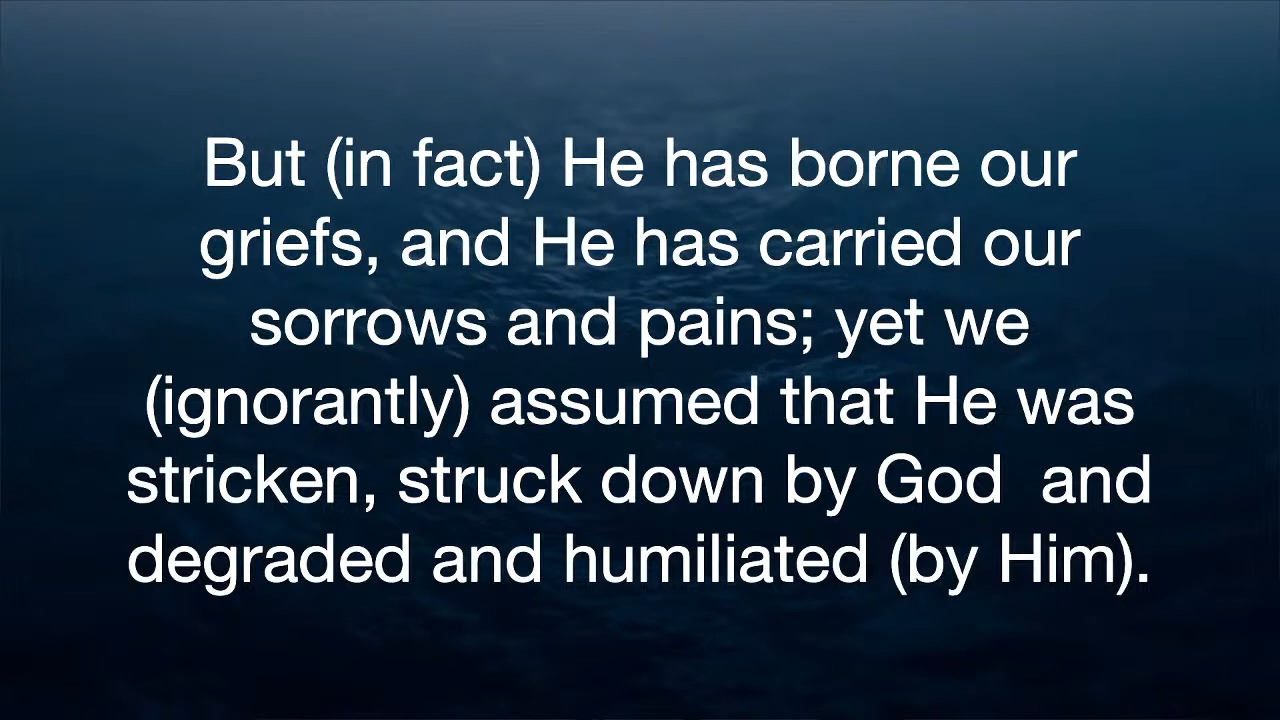 But (in fact) He has borne our
griefs, and He has carried our
sorrows and pains; yet we
(ignorantly) assumed that He was
stricken, struck down by God  and
degraded and humiliated (by Him).